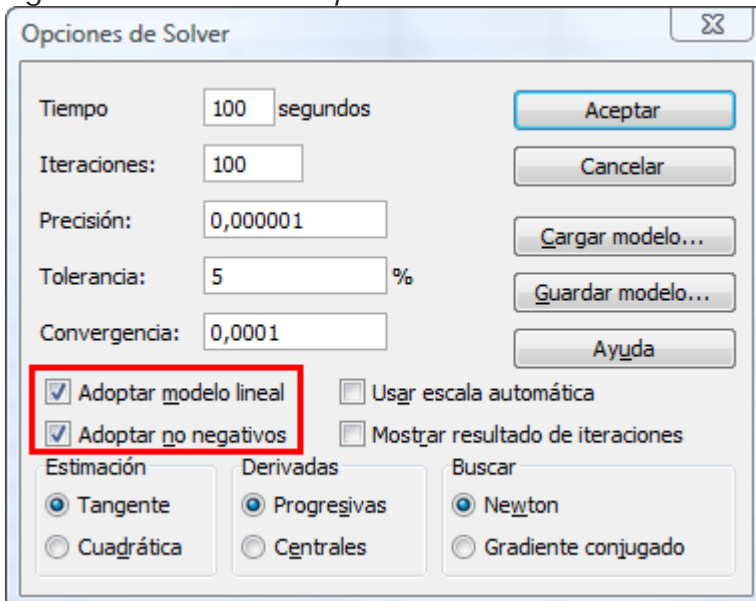 Opciones de Solver
Tiempo 100 segundos Aceptar
Iteraciones: 100 Cancelar
Precisión: 0,000001 Cargar modelo...
Tolerancia: 5 % Guardar modelo...
Convergencia: 0,0001 Ayuda
Adoptar modelo lineal Usar escala automática
Adoptar no negativos Mostrar resultado de iteraciones
Estimación Derivadas Buscar
Tangente Progresivas Newton
Cuadrática Centrales Gradiente conjugado